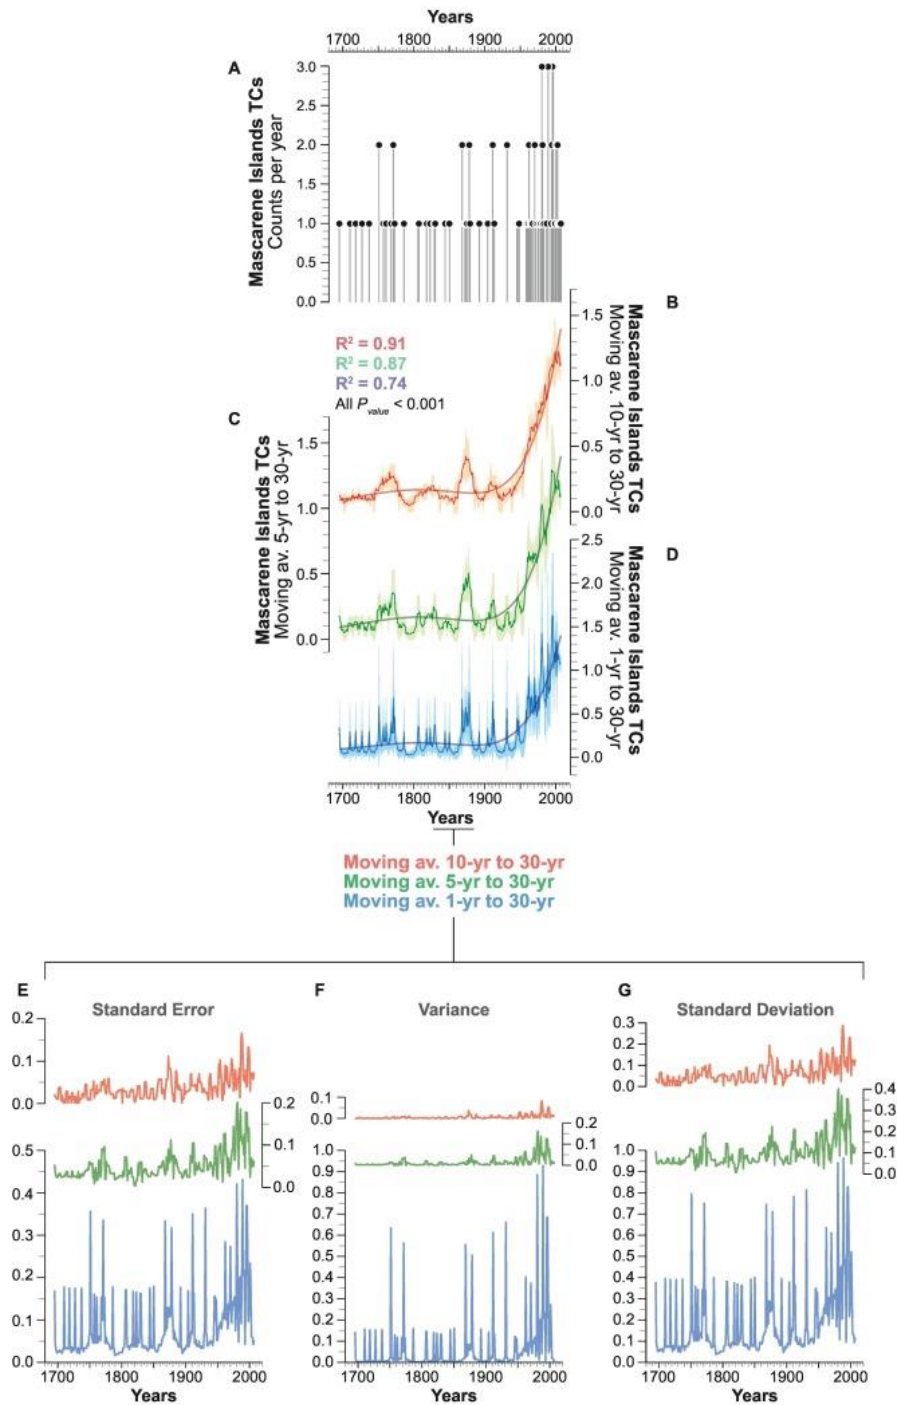 Years
1700 1800 1900 2000
A
Mascarene Islands TCs
Counts per year
3.0
2.5
2.0
1.5
1.0
0.5
0.0
B
Mascarene Islands TCs
Moving av. 10-yr to 30-yr
1.5
1.0
0.5
0.0
R² = 0.91
R² = 0.87
R² = 0.74
All P value < 0.001
C
Mascarene Islands TCs
Moving av. 5-yr to 30-yr
1.5
1.0
0.5
0.0
D
Mascarene Islands TCs
Moving av. 1-yr to 30-yr
2.5
2.0
1.5
1.0
0.5
0.0
1700 1800 1900 2000
Years
Moving av. 10-yr to 30-yr
Moving av. 5-yr to 30-yr
Moving av. 1-yr to 30-yr
E
Standard Error
0.2
0.1
0.0
0.2
0.1
0.0
0.5
0.4
0.3
0.2
0.1
0.0
1700 1800 1900 2000
Years
F
Variance
0.1
0.0
0.2
0.1
0.0
1.0
0.9
0.8
0.7
0.6
0.5
0.4
0.3
0.2
0.1
0.0
1700 1800 1900 2000
Years
G
Standard Deviation
0.3
0.2
0.1
0.0
0.4
0.3
0.2
0.1
0.0
1.0
0.9
0.8
0.7
0.6
0.5
0.4
0.3
0.2
0.1
0.0
1700 1800 1900 2000
Years